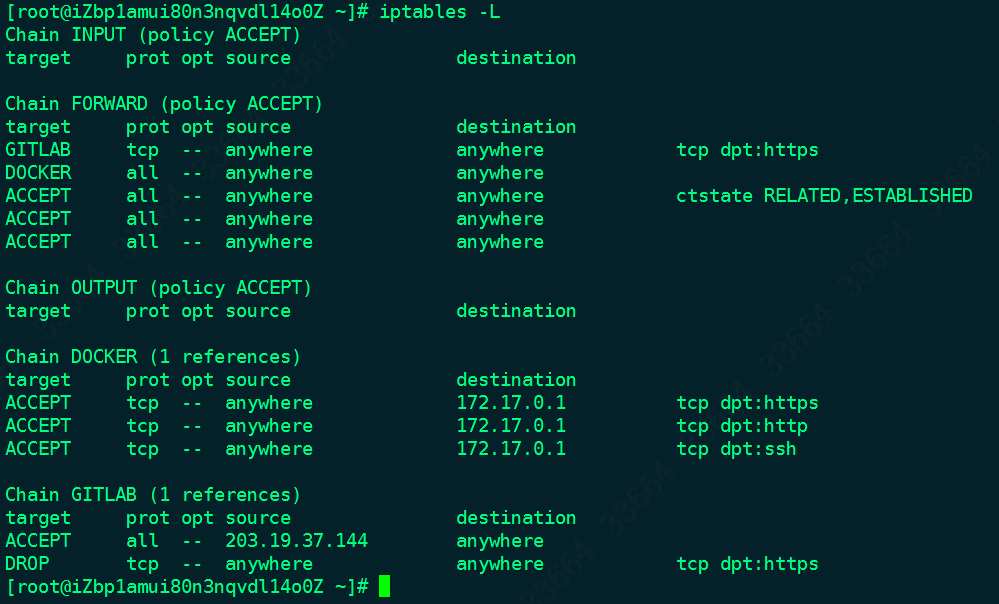 [root@iZbp1amui80n3nqvdl14o0Z ~]# iptables -L
Chain INPUT (policy ACCEPT)
target     prot opt source               destination

Chain FORWARD (policy ACCEPT)
target     prot opt source               destination
GITLAB     tcp  --  anywhere             anywhere            tcp dpt:https
DOCKER     all  --  anywhere             anywhere
ACCEPT     all  --  anywhere             anywhere            ctstate RELATED,ESTABLISHED
ACCEPT     all  --  anywhere             anywhere
ACCEPT     all  --  anywhere             anywhere

Chain OUTPUT (policy ACCEPT)
target     prot opt source               destination

Chain DOCKER (1 references)
target     prot opt source               destination
ACCEPT     tcp  --  anywhere             172.17.0.1          tcp dpt:https
ACCEPT     tcp  --  anywhere             172.17.0.1          tcp dpt:http
ACCEPT     tcp  --  anywhere             172.17.0.1          tcp dpt:ssh

Chain GITLAB (1 references)
target     prot opt source               destination
ACCEPT     all  --  203.19.37.144        anywhere
DROP       tcp  --  anywhere             anywhere            tcp dpt:https
[root@iZbp1amui80n3nqvdl14o0Z ~]#
33664 33664 33664